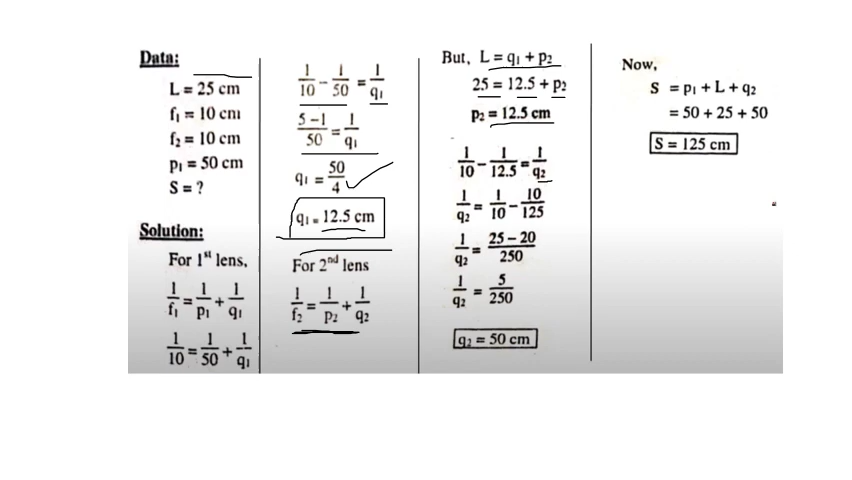 Data:
L = 25 cm
f₁ = 10 cm
f₂ = 10 cm
p₁ = 50 cm
S = ?
Solution:
For 1ˢᵗ lens,
1/f₁ = 1/p₁ + 1/q₁
1/10 = 1/50 + 1/q₁
1/10 − 1/50 = 1/q₁
5 − 1/50 = 1/q₁
q₁ = 50/4
q₁ = 12.5 cm
For 2ⁿᵈ lens
1/f₂ = 1/p₂ + 1/q₂
But, L = q₁ + p₂
25 = 12.5 + p₂
p₂ = 12.5 cm
1/10 − 1/12.5 = 1/q₂
1/q₂ = 1/10 − 10/125
1/q₂ = 25 − 20/250
1/q₂ = 5/250
q₂ = 50 cm
Now,
S = p₁ + L + q₂
= 50 + 25 + 50
S = 125 cm